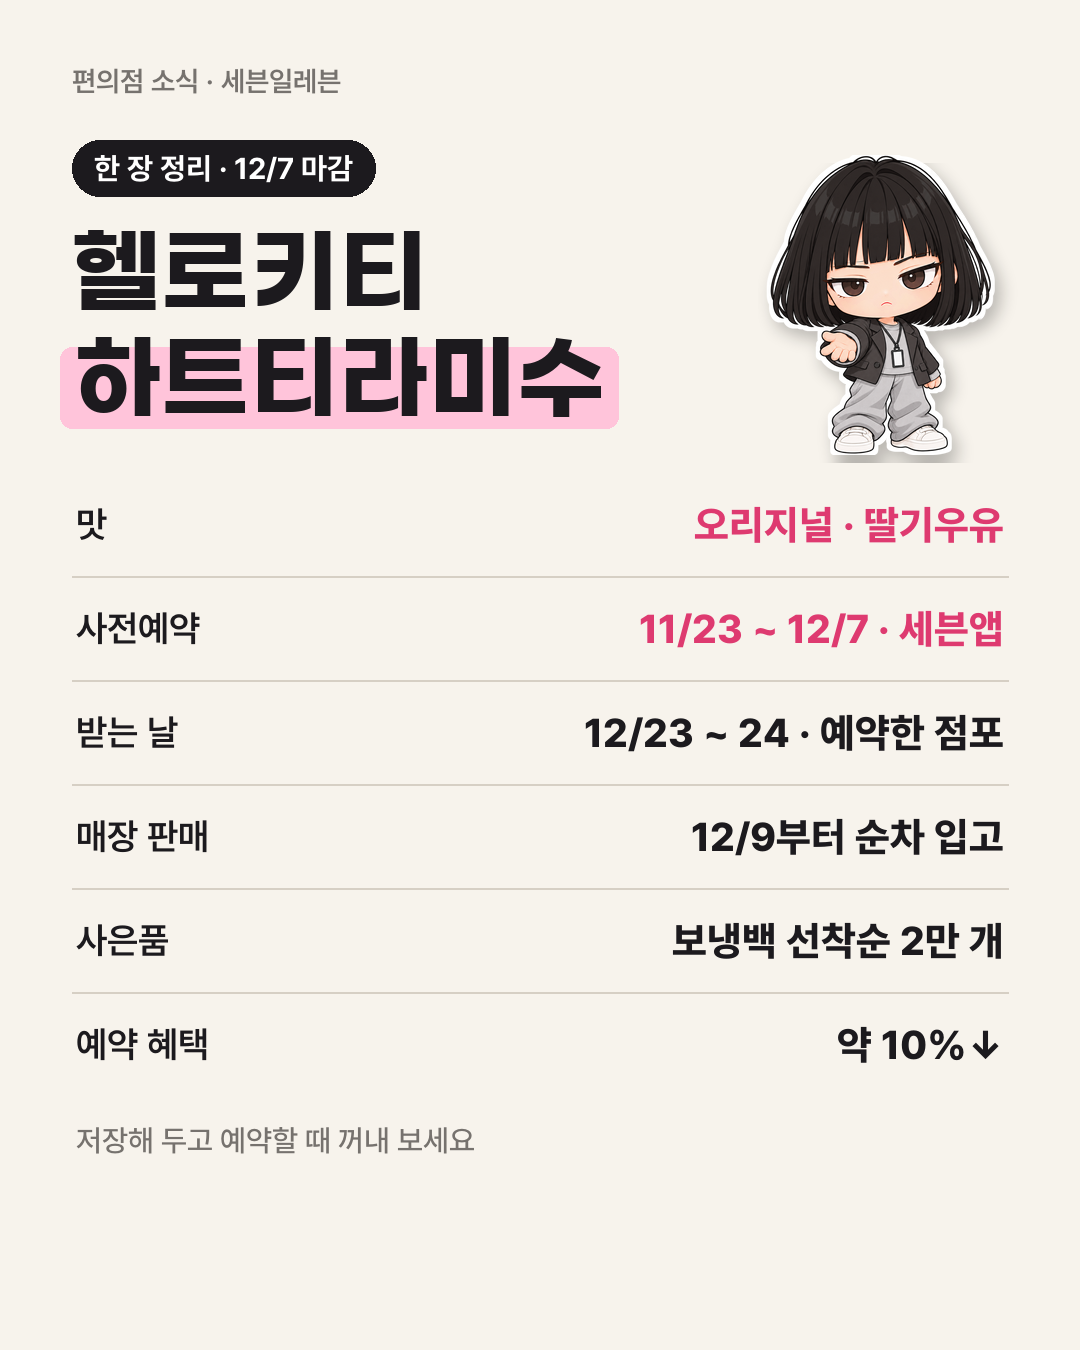 편의점 소식 · 세븐일레븐
한 장 정리 · 12/7 마감
헬로키티
하트티라미수
맛
오리지널 · 딸기우유
사전예약
11/23 ~ 12/7 · 세븐앱
받는 날
12/23 ~ 24 · 예약한 점포
매장 판매
12/9부터 순차 입고
사은품
보냉백 선착순 2만 개
예약 혜택
약 10%↓
저장해 두고 예약할 때 꺼내 보세요